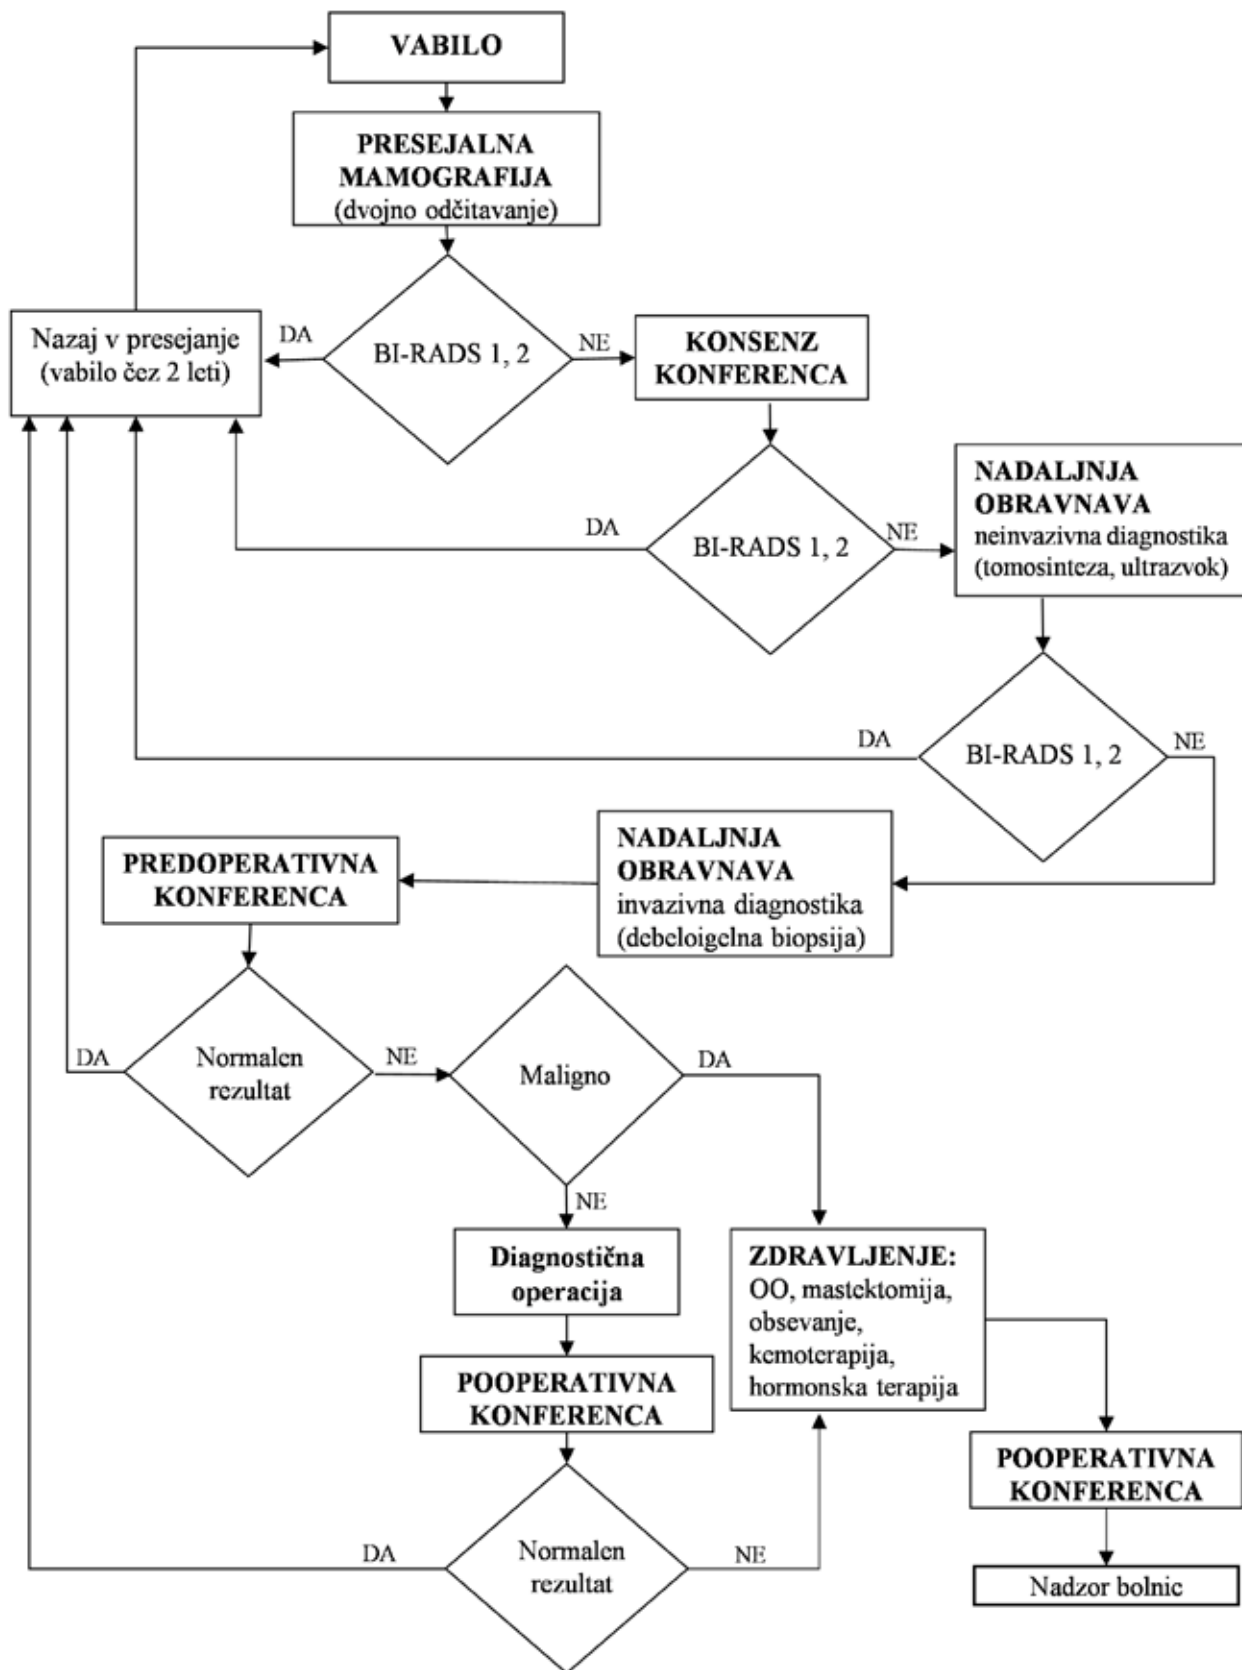 VABILO
PRESEJALNA
MAMOGRAFIJA
(dvojno odčitavanje)
Nazaj v presejanje
(vabilo čez 2 leti)
DA
BI-RADS 1, 2
NE
KONSENZ
KONFERENCA
DA
BI-RADS 1, 2
NE
NADALJNJA
OBRAVNAVA
neinvazivna diagnostika
(tomosinteza, ultrazvok)
DA
BI-RADS 1, 2
NE
NADALJNJA
OBRAVNAVA
invazivna diagnostika
(debeloigelna biopsija)
PREDOPERATIVNA
KONFERENCA
DA
Normalen
rezultat
NE
Maligno
DA
NE
Diagnostična
operacija
POOPERATIVNA
KONFERENCA
DA
Normalen
rezultat
NE
ZDRAVLJENJE:
OO, mastektomija,
obsevanje,
kemoterapija,
hormonska terapija
POOPERATIVNA
KONFERENCA
Nadzor bolnic